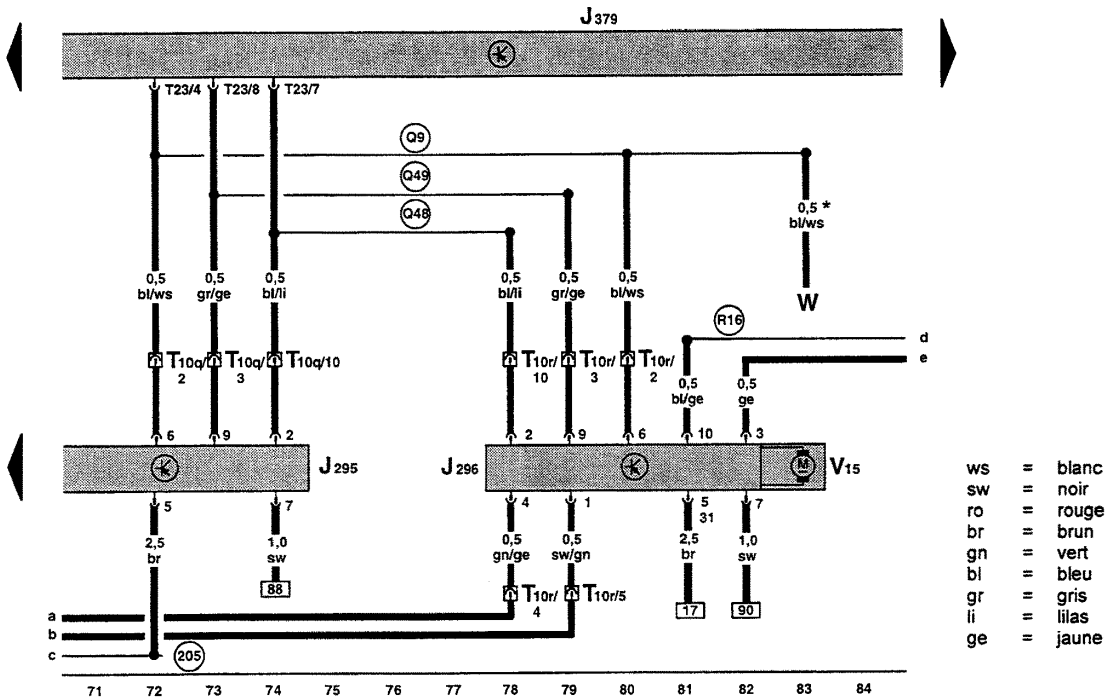 J 379
T23/4 T23/8 T23/7
Q9
Q49
Q48
0,5 *
bl/ws
W
0,5 0,5 0,5 0,5 0,5 0,5
bl/ws gr/ge bl/li bl/li gr/ge bl/ws
R16
d
e
T10q/ T10q/ T10q/10 T10r/ T10r/ T10r/
2 3 10 3 2
0,5 0,5
bl/ge ge
6 9 2 2 9 6 10 3
J 295 J 296 M V15
5 7 4 1 5 7
31
2,5 1,0 0,5 0,5 2,5 1,0
br sw gn/ge sw/gn br sw
88 T10r/ T10r/5
4 17 90
a
b
c 205
71 72 73 74 75 76 77 78 79 80 81 82 83 84
ws = blanc
sw = noir
ro = rouge
br = brun
gn = vert
bl = bleu
gr = gris
li = lilas
ge = jaune